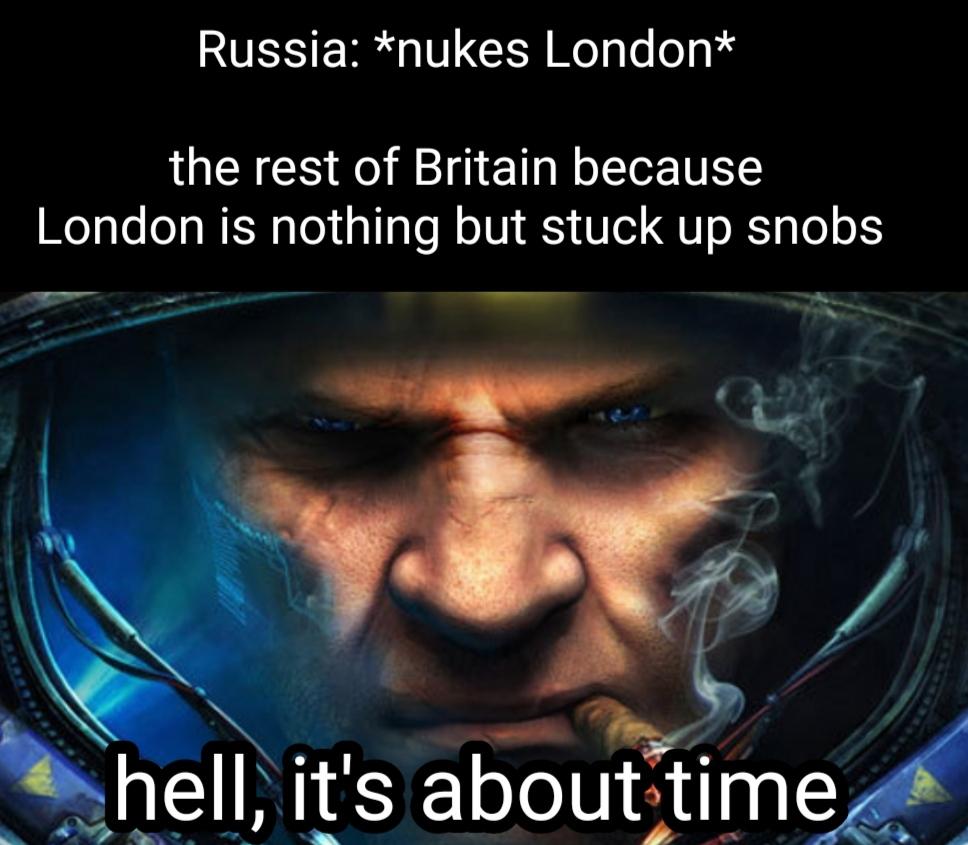 Russia: *nukes London*
the rest of Britain because
London is nothing but stuck up snobs
hell, it's about time